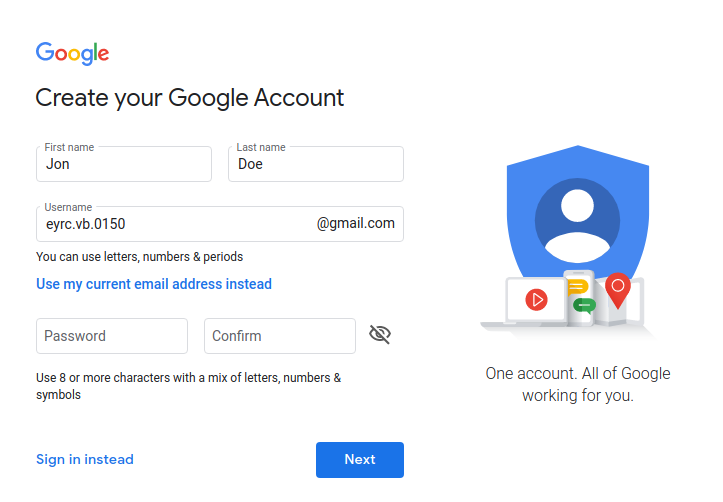 Google
Create your Google Account
First name
Jon
Last name
Doe
Username
eyrc.vb.0150
@gmail.com
You can use letters, numbers & periods
Use my current email address instead
Password
Confirm
Use 8 or more characters with a mix of letters, numbers &
symbols
Sign in instead
Next
One account. All of Google
working for you.